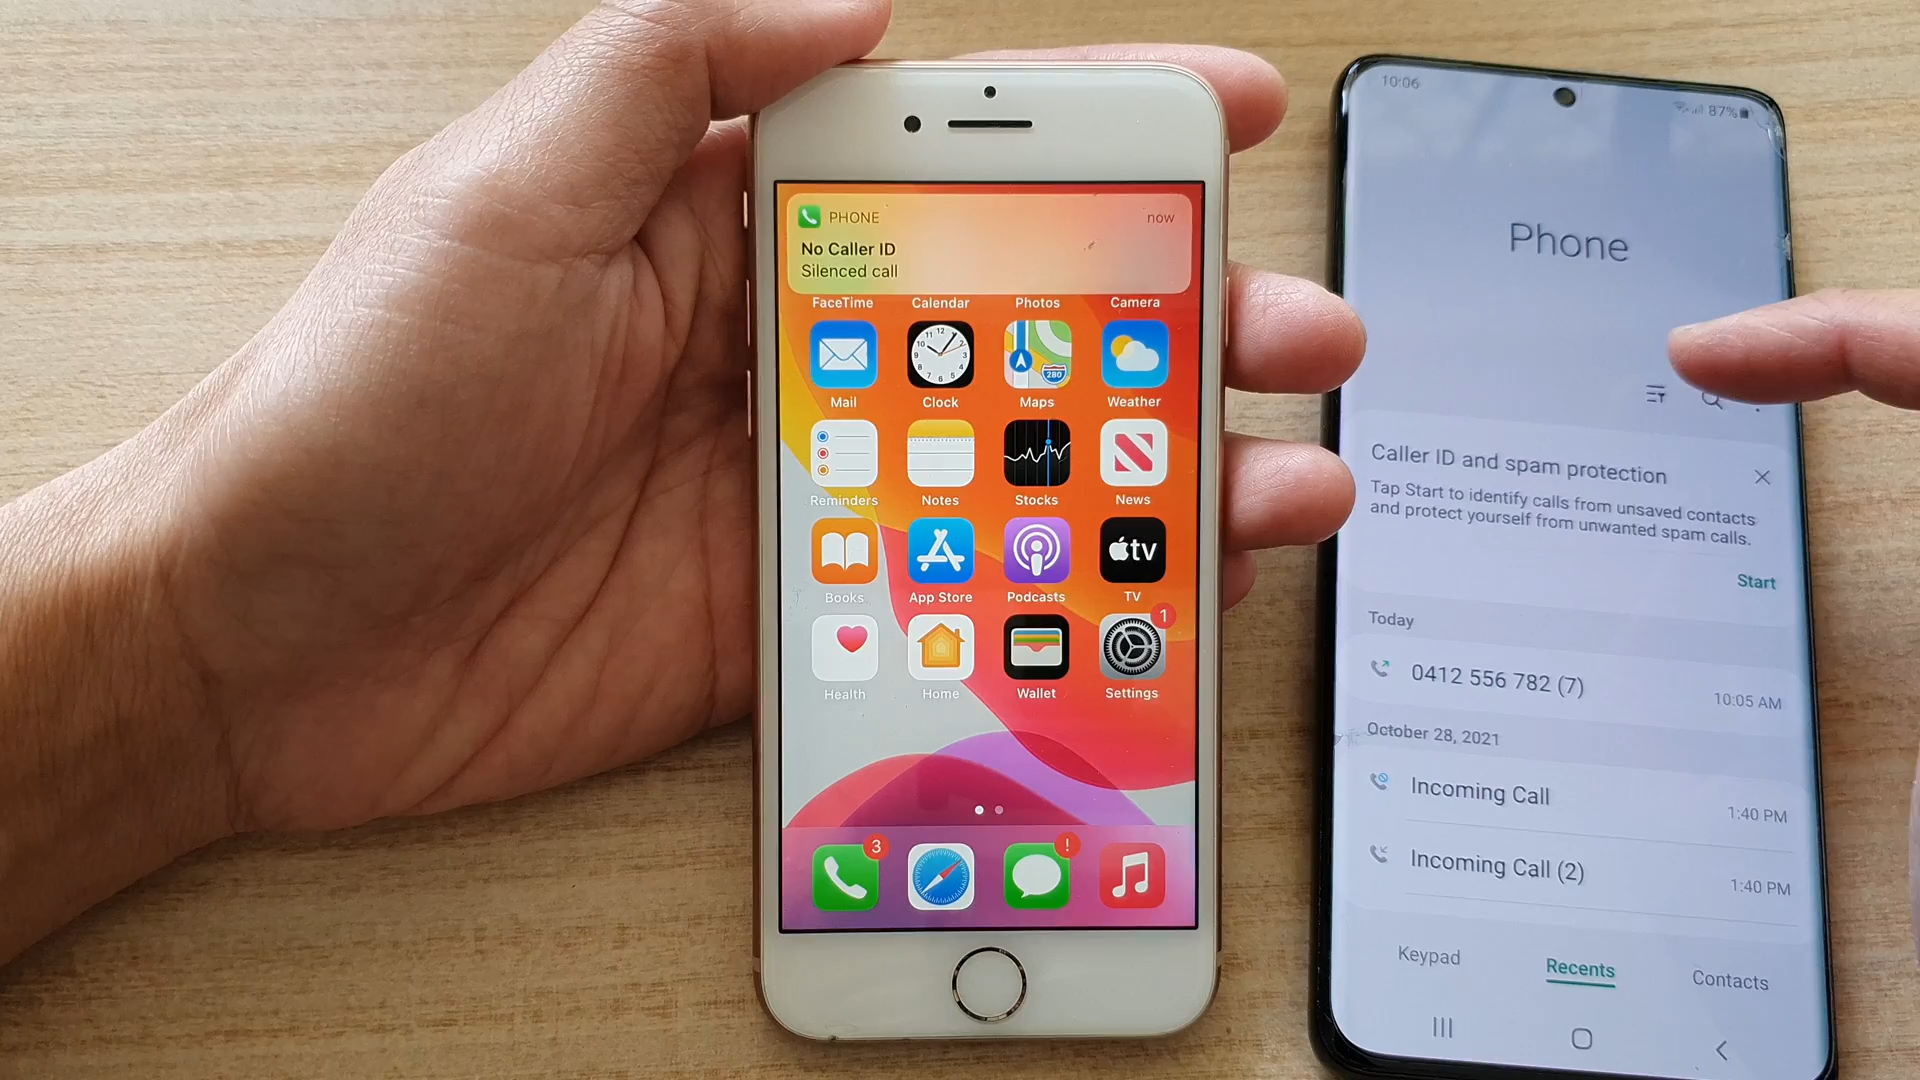 PHONE
now
No Caller ID
Silenced call
FaceTime
Calendar
Photos
Camera
Mail
Clock
Maps
280
Weather
Reminders
Notes
Stocks
News
tv
Books
App Store
Podcasts
TV
1
Health
Home
Wallet
Settings
3
!
10:06
87%
Phone
Caller ID and spam protection
Tap Start to identify calls from unsaved contacts
and protect yourself from unwanted spam calls.
Start
Today
0412 556 782 (7)
10:05 AM
October 28, 2021
Incoming Call
1:40 PM
Incoming Call (2)
1:40 PM
Keypad
Recents
Contacts